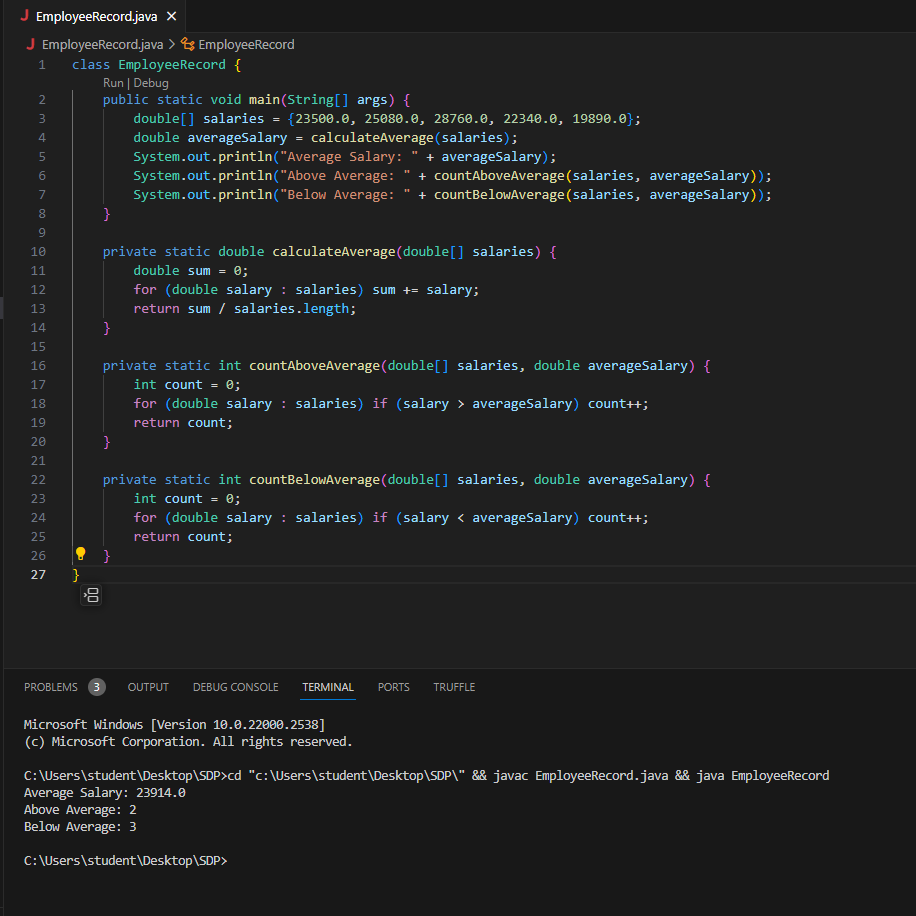 J EmployeeRecord.java ×
J EmployeeRecord.java > EmployeeRecord
1 class EmployeeRecord {
Run | Debug
2 public static void main(String[] args) {
3 double[] salaries = {23500.0, 25080.0, 28760.0, 22340.0, 19890.0};
4 double averageSalary = calculateAverage(salaries);
5 System.out.println("Average Salary: " + averageSalary);
6 System.out.println("Above Average: " + countAboveAverage(salaries, averageSalary));
7 System.out.println("Below Average: " + countBelowAverage(salaries, averageSalary));
8 }
9
10 private static double calculateAverage(double[] salaries) {
11 double sum = 0;
12 for (double salary : salaries) sum += salary;
13 return sum / salaries.length;
14 }
15
16 private static int countAboveAverage(double[] salaries, double averageSalary) {
17 int count = 0;
18 for (double salary : salaries) if (salary > averageSalary) count++;
19 return count;
20 }
21
22 private static int countBelowAverage(double[] salaries, double averageSalary) {
23 int count = 0;
24 for (double salary : salaries) if (salary < averageSalary) count++;
25 return count;
26 }
27 }
PROBLEMS 3 OUTPUT DEBUG CONSOLE TERMINAL PORTS TRUFFLE
Microsoft Windows [Version 10.0.22000.2538]
(c) Microsoft Corporation. All rights reserved.
C:\Users\student\Desktop\SDP>cd "c:\Users\student\Desktop\SDP\" && javac EmployeeRecord.java && java EmployeeRecord
Average Salary: 23914.0
Above Average: 2
Below Average: 3
C:\Users\student\Desktop\SDP>